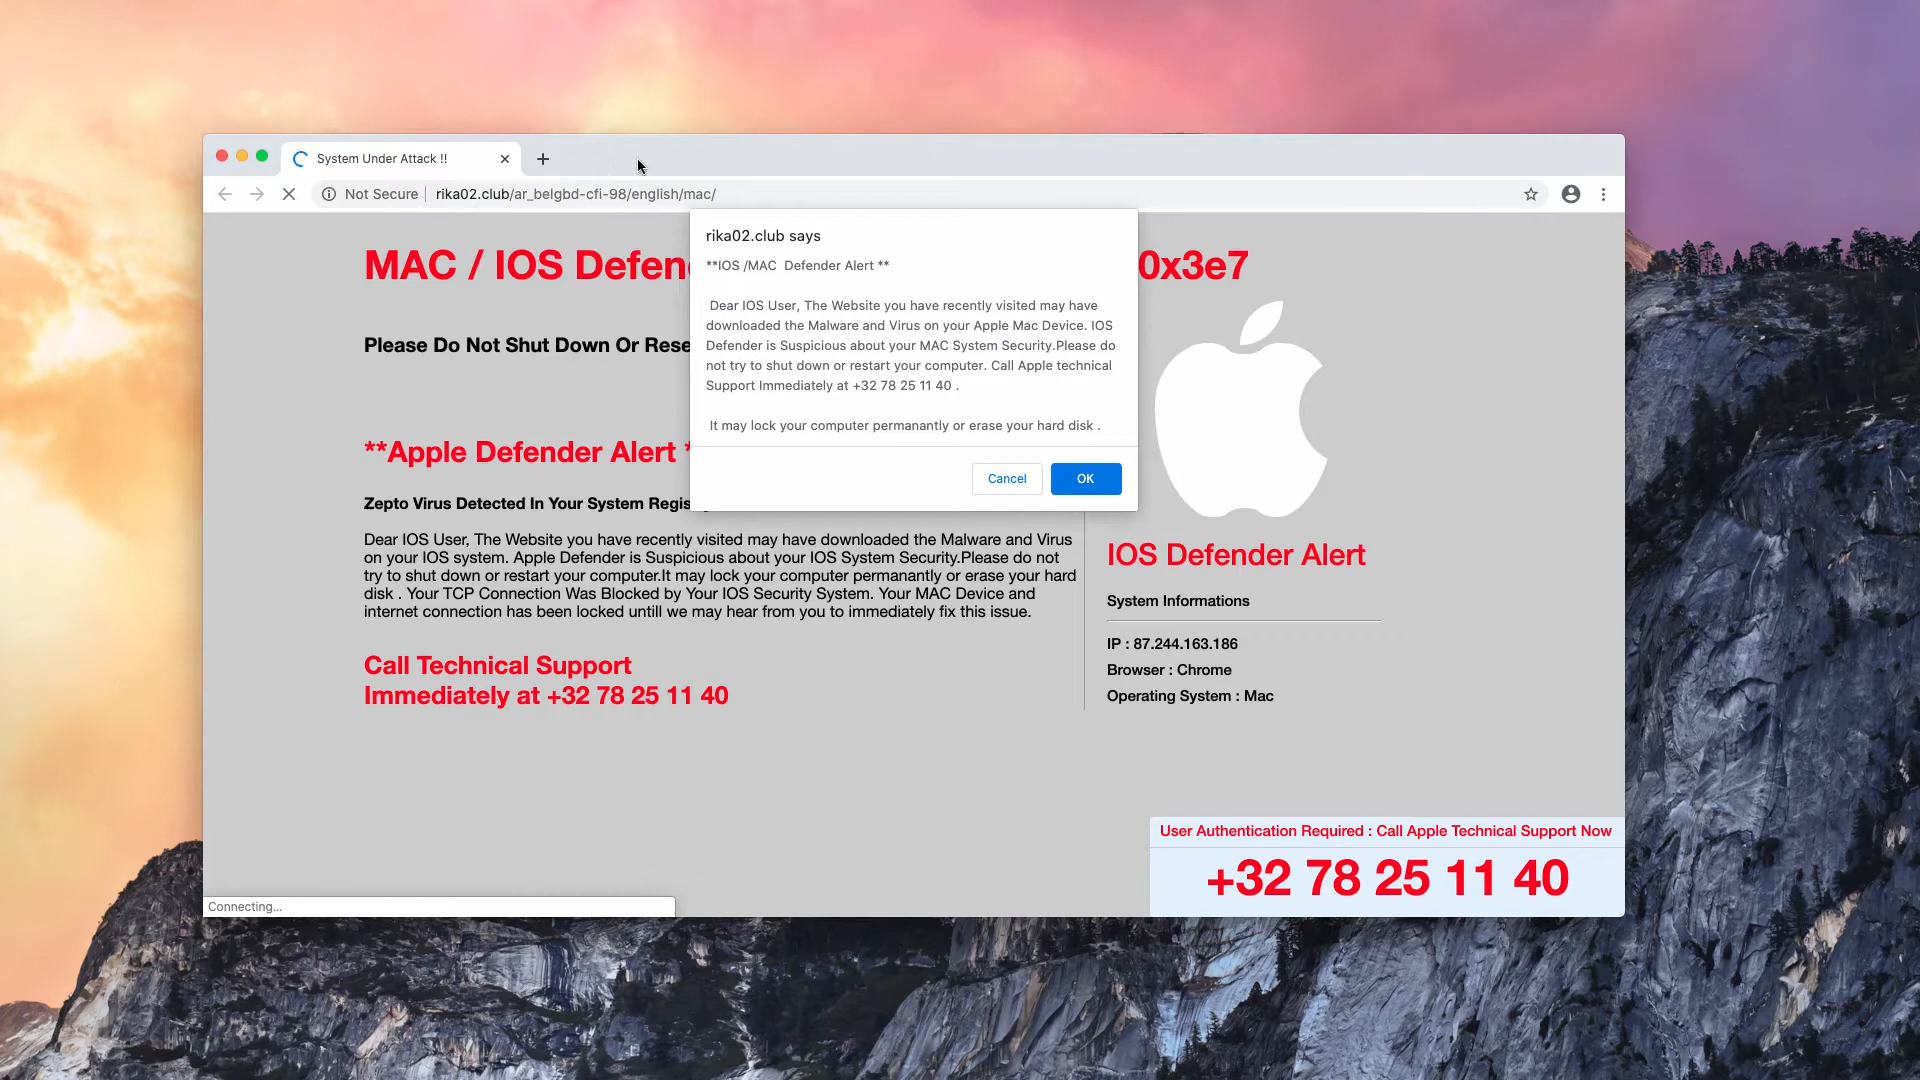 System Under Attack !!
Not Secure
rika02.club/ar_belgbd-cfi-98/english/mac/
rika02.club says
**IOS /MAC  Defender Alert **
Dear IOS User, The Website you have recently visited may have
downloaded the Malware and Virus on your Apple Mac Device. IOS
Defender is Suspicious about your MAC System Security.Please do
not try to shut down or restart your computer. Call Apple technical
Support Immediately at +32 78 25 11 40 .
It may lock your computer permanantly or erase your hard disk .
Cancel
OK
MAC / IOS 0x3e7
Please Do Not Shut Down Or
**Apple Defender Alert
Zepto Virus Detected In Your System
Dear IOS User, The Website you have recently visited may have downloaded the Malware and Virus
on your IOS system. Apple Defender is Suspicious about your IOS System Security.Please do not
try to shut down or restart your computer.It may lock your computer permanantly or erase your hard
disk . Your TCP Connection Was Blocked by Your IOS Security System. Your MAC Device and
internet connection has been locked untill we may hear from you to immediately fix this issue.
Call Technical Support
Immediately at +32 78 25 11 40
IOS Defender Alert
System Informations
IP : 87.244.163.186
Browser : Chrome
Operating System : Mac
User Authentication Required : Call Apple Technical Support Now
+32 78 25 11 40
Connecting...